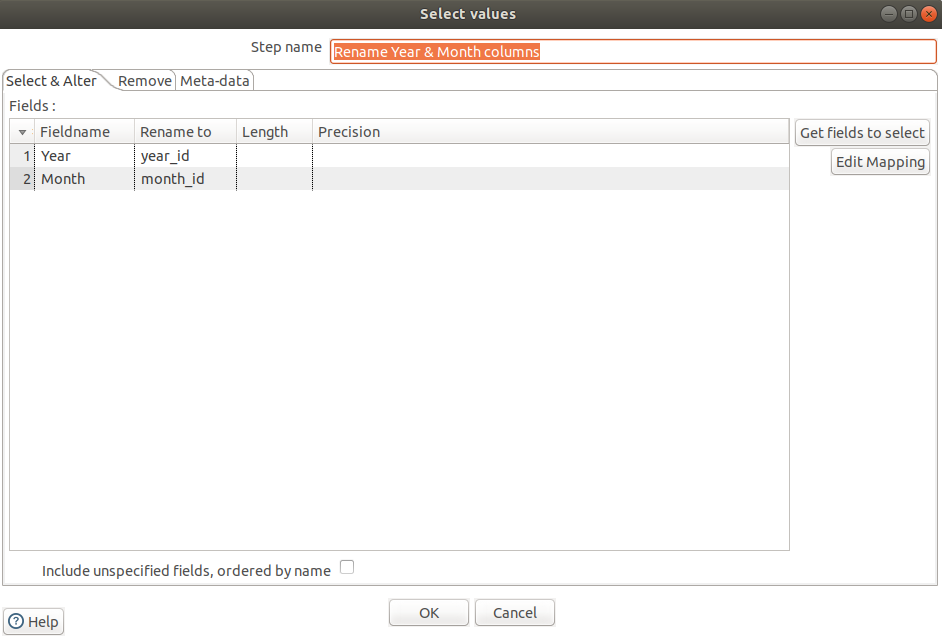 Select values
Step name Rename Year & Month columns
Select & Alter Remove Meta-data
Fields :
Fieldname Rename to Length Precision
1 Year year_id
2 Month month_id
Get fields to select
Edit Mapping
Include unspecified fields, ordered by name
OK Cancel
Help